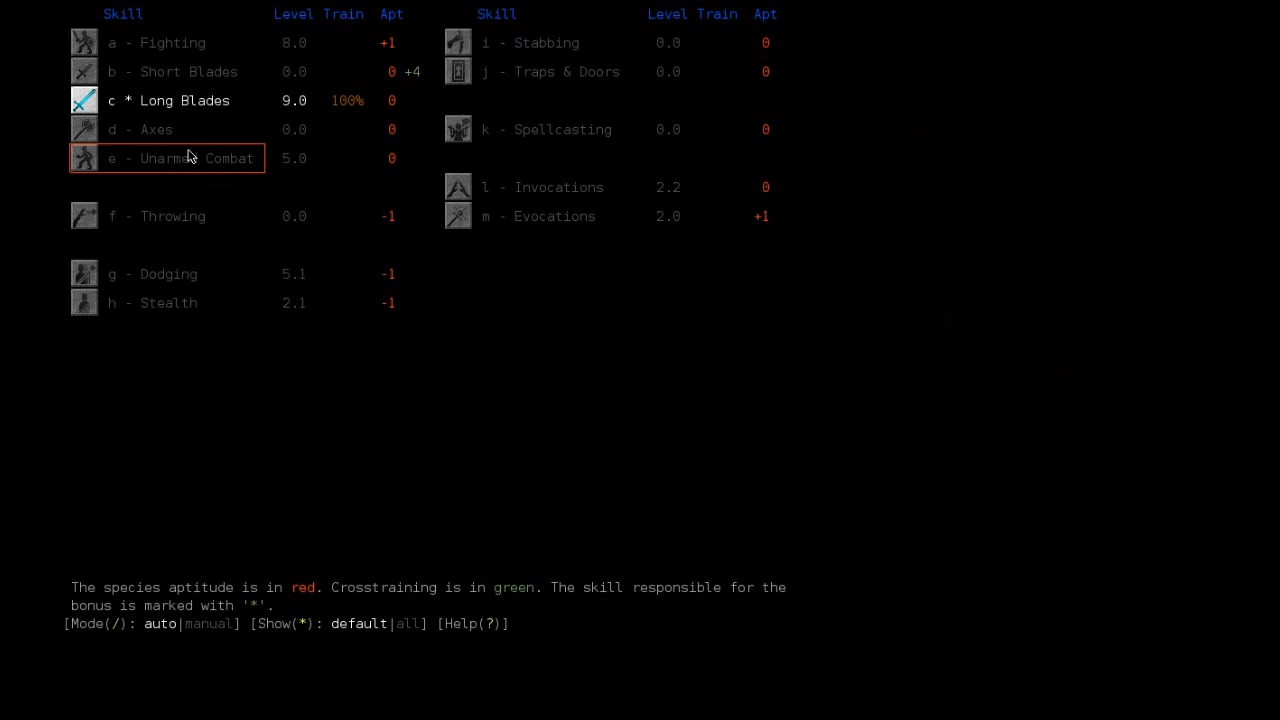 Skill Level Train Apt Skill Level Train Apt
a - Fighting 8.0 +1 i - Stabbing 0.0 0
b - Short Blades 0.0 0 +4 j - Traps & Doors 0.0 0
c * Long Blades 9.0 100% 0
d - Axes 0.0 0 k - Spellcasting 0.0 0
e - Unarmed Combat 5.0 0
l - Invocations 2.2 0
f - Throwing 0.0 -1 m - Evocations 2.0 +1
g - Dodging 5.1 -1
h - Stealth 2.1 -1
The species aptitude is in red. Crosstraining is in green. The skill responsible for the
bonus is marked with '*'.
[Mode(/): auto|manual] [Show(*): default|all] [Help(?)]